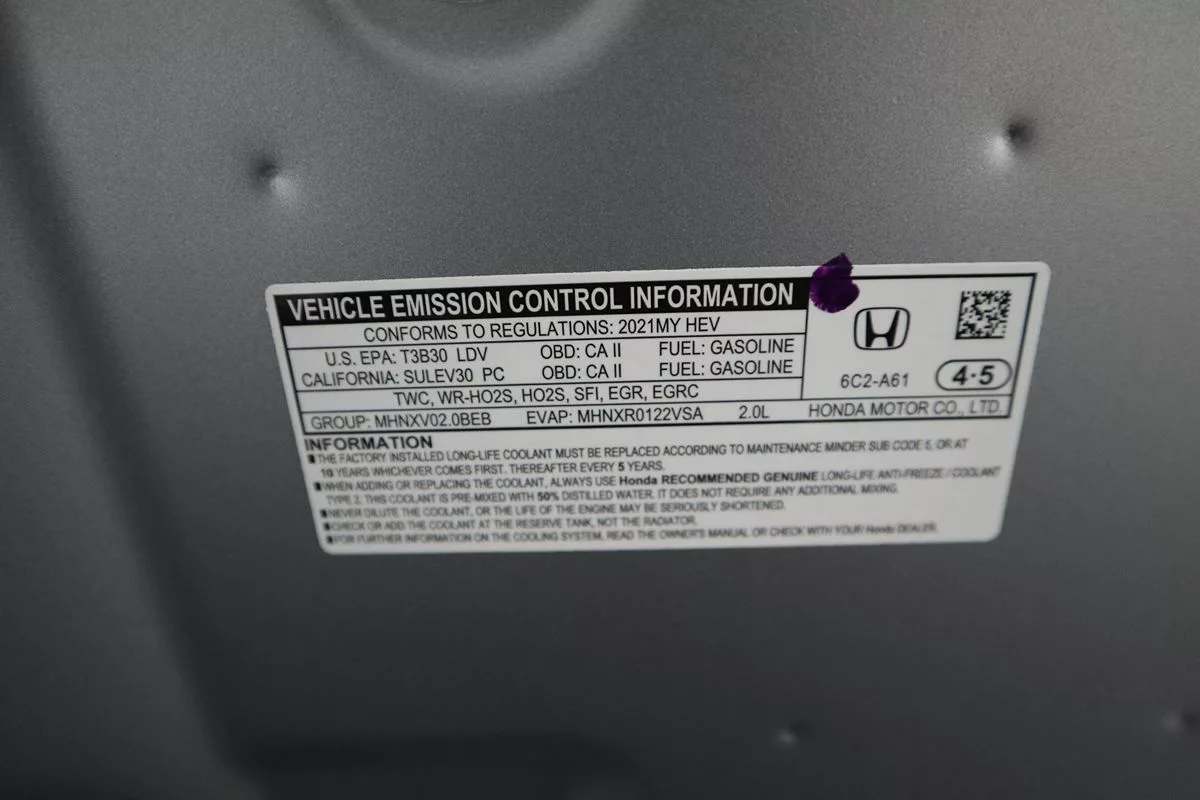 VEHICLE EMISSION CONTROL INFORMATION
CONFORMS TO REGULATIONS: 2021MY HEV
U.S. EPA: T3B30 LDV OBD: CA II FUEL: GASOLINE
CALIFORNIA: SULEV30 PC OBD: CA II FUEL: GASOLINE
TWC, WR-HO2S, HO2S, SFI, EGR, EGRC
GROUP: MHNXV02.0BEB EVAP: MHNXR0122VSA 2.0L
6C2-A61 4·5
HONDA MOTOR CO., LTD.
INFORMATION
■THE FACTORY INSTALLED LONG-LIFE COOLANT MUST BE REPLACED ACCORDING TO MAINTENANCE MINDER SUB CODE 5, OR AT
10 YEARS WHICHEVER COMES FIRST. THEREAFTER EVERY 5 YEARS.
■WHEN ADDING OR REPLACING THE COOLANT, ALWAYS USE Honda RECOMMENDED GENUINE LONG-LIFE ANTI-FREEZE / COOLANT
TYPE 2. THIS COOLANT IS PRE-MIXED WITH 50% DISTILLED WATER. IT DOES NOT REQUIRE ANY ADDITIONAL MIXING.
■NEVER DILUTE THE COOLANT, OR THE LIFE OF THE ENGINE MAY BE SERIOUSLY SHORTENED.
■CHECK OR ADD THE COOLANT AT THE RESERVE TANK, NOT THE RADIATOR.
■FOR FURTHER INFORMATION ON THE COOLING SYSTEM, READ THE OWNER'S MANUAL OR CHECK WITH YOUR Honda DEALER.